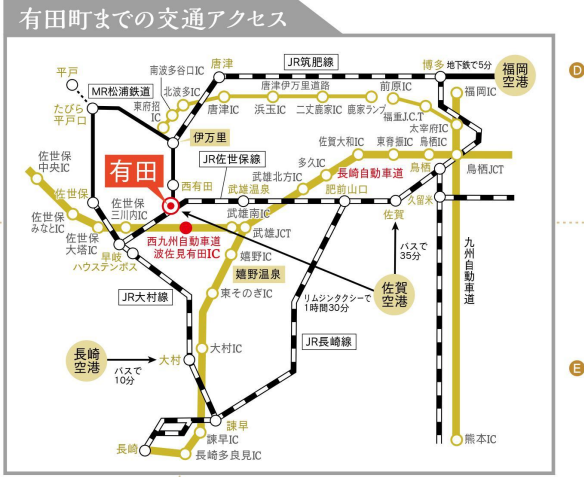 有田町までの交通アクセス
平戸
たびら
平戸口
MR松浦鉄道
南波多谷口IC
北波多IC
東府招
IC
唐津
JR筑肥線
博多
地下鉄で5分
福岡
空港
唐津伊万里道路
前原IC
福岡IC
唐津IC
浜玉IC
二丈鹿家IC
鹿家ランプ
福重J.C.T
太宰府IC
伊万里
佐賀大和IC
東脊振IC
鳥栖IC
JR佐世保線
多久IC
長崎自動車道
鳥栖
鳥栖JCT
佐世保
中央IC
有田
西有田
武雄北方IC
武雄温泉
肥前山口
佐世保
佐世保
三川内IC
武雄南IC
佐賀
久留米
佐世保
みなとIC
佐世保
大塔IC
西九州自動車道
波佐見有田IC
武雄JCT
バスで
35分
九州自動車道
早岐
ハウステンボス
嬉野IC
嬉野温泉
佐賀
空港
東そのぎIC
リムジンタクシーで
1時間30分
JR大村線
JR長崎線
長崎
空港
バスで
10分
大村
大村IC
諫早
諫早IC
長崎
長崎多良見IC
熊本IC
D
E